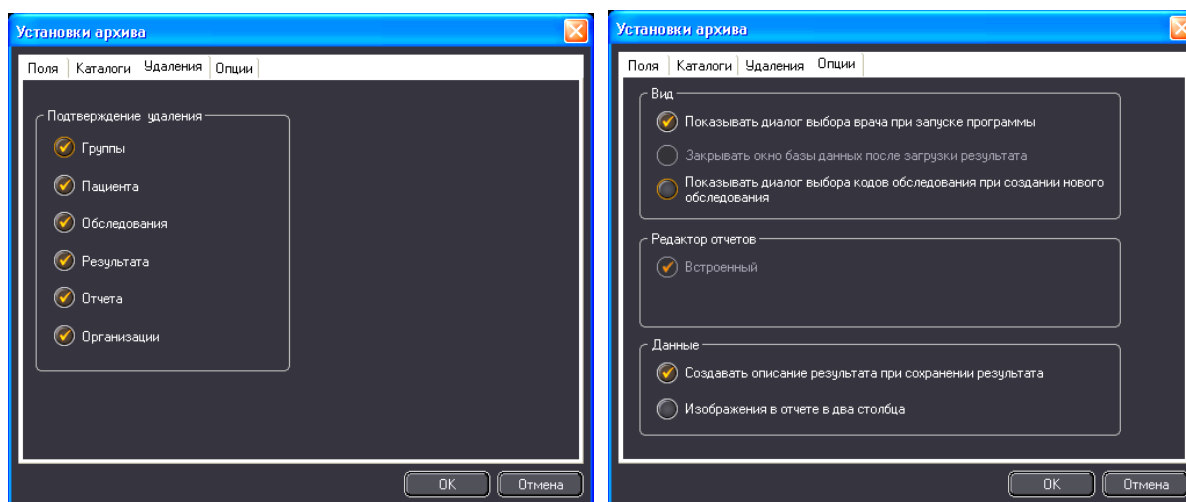 Установки архива
Поля Каталоги Удаления Опции
Подтверждение удаления
Группы
Пациента
Обследования
Результата
Отчета
Организации
OK Отмена
Установки архива
Поля Каталоги Удаления Опции
Вид
Показывать диалог выбора врача при запуске программы
Закрывать окно базы данных после загрузки результата
Показывать диалог выбора кодов обследования при создании нового
обследования
Редактор отчетов
Встроенный
Данные
Создавать описание результата при сохранении результата
Изображения в отчете в два столбца
OK Отмена